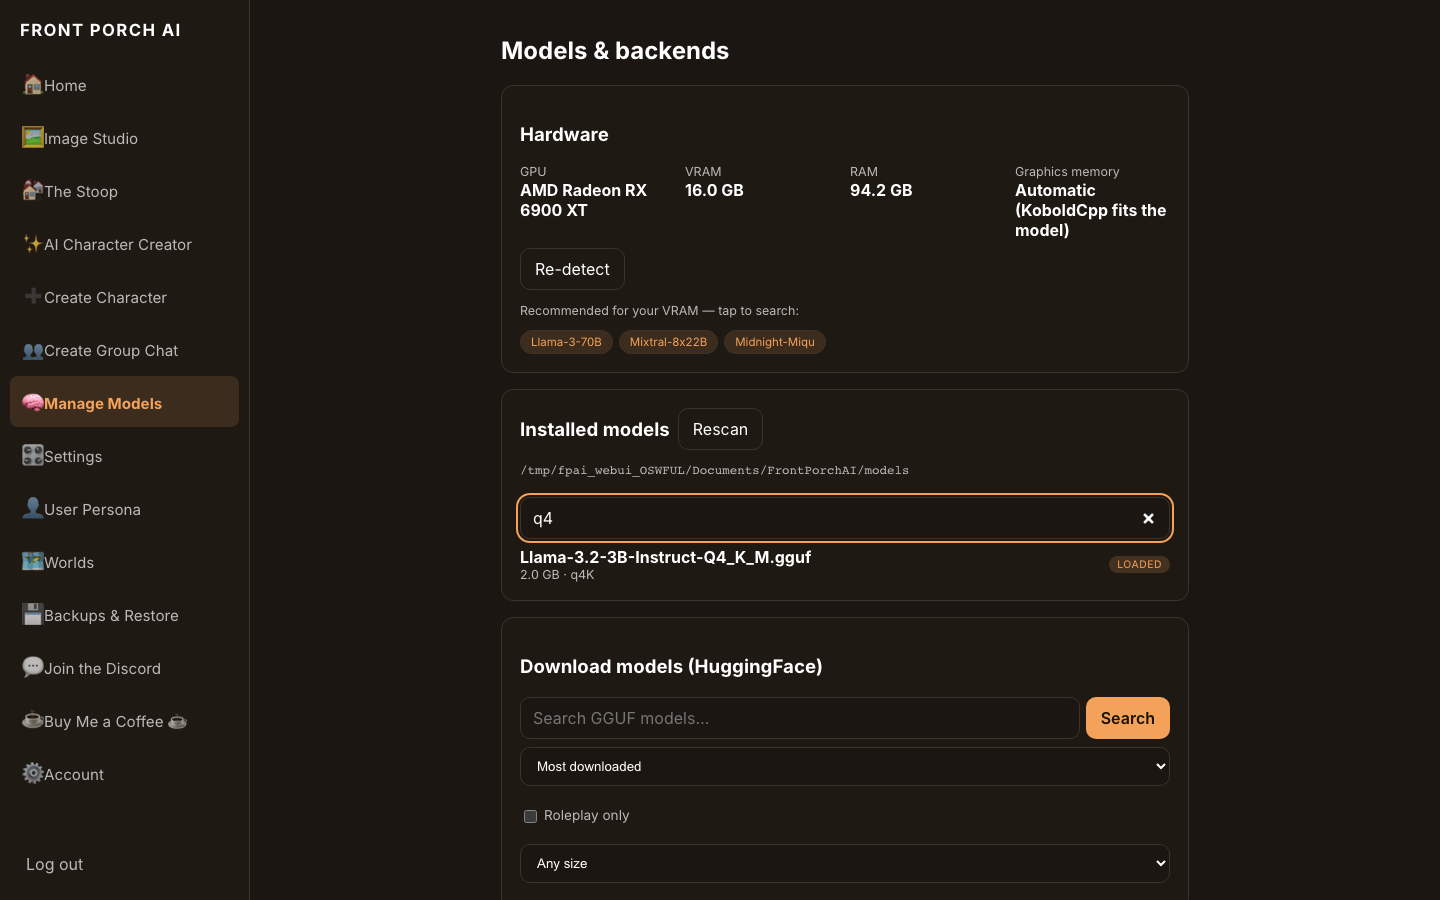 FRONT PORCH AI
Home
Image Studio
The Stoop
AI Character Creator
Create Character
Create Group Chat
Manage Models
Settings
User Persona
Worlds
Backups & Restore
Join the Discord
Buy Me a Coffee ☕
Account
Log out
Models & backends
Hardware
GPU
AMD Radeon RX
6900 XT
VRAM
16.0 GB
RAM
94.2 GB
Graphics memory
Automatic
(KoboldCpp fits the
model)
Re-detect
Recommended for your VRAM — tap to search:
Llama-3-70B Mixtral-8x22B Midnight-Miqu
Installed models Rescan
/tmp/fpai_webui_OSWFUL/Documents/FrontPorchAI/models
q4
Llama-3.2-3B-Instruct-Q4_K_M.gguf
2.0 GB · q4K
LOADED
Download models (HuggingFace)
Search GGUF models... Search
Most downloaded
Roleplay only
Any size